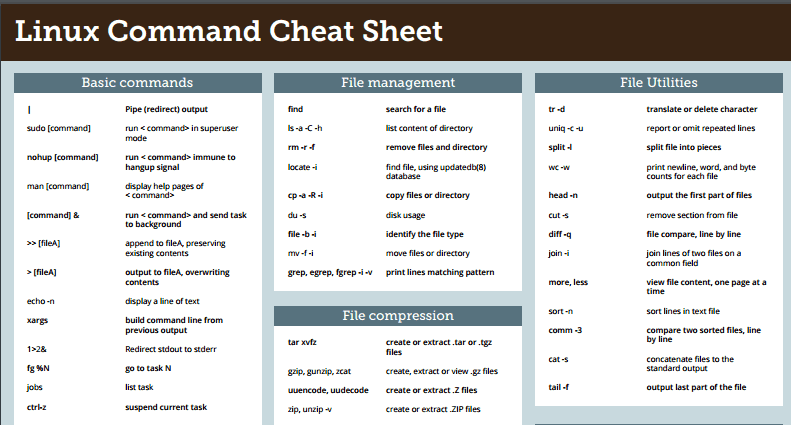 Linux Command Cheat Sheet
Basic commands
| Pipe (redirect) output
sudo [command] run < command> in superuser
mode
nohup [command] run < command> immune to
hangup signal
man [command] display help pages of
< command>
[command] & run < command> and send task
to background
>> [fileA] append to fileA, preserving
existing contents
> [fileA] output to fileA, overwriting
contents
echo -n display a line of text
xargs build command line from
previous output
1>2& Redirect stdout to stderr
fg %N go to task N
jobs list task
ctrl-z suspend current task
File management
find search for a file
ls -a -C -h list content of directory
rm -r -f remove files and directory
locate -i find file, using updatedb(8)
database
cp -a -R -i copy files or directory
du -s disk usage
file -b -i identify the file type
mv -f -i move files or directory
grep, egrep, fgrep -i -v print lines matching pattern
File compression
tar xvfz create or extract .tar or .tgz
files
gzip, gunzip, zcat create, extract or view .gz files
uuencode, uudecode create or extract .Z files
zip, unzip -v create or extract .ZIP files
File Utilities
tr -d translate or delete character
uniq -c -u report or omit repeated lines
split -l split file into pieces
wc -w print newline, word, and byte
counts for each file
head -n output the first part of files
cut -s remove section from file
diff -q file compare, line by line
join -i join lines of two files on a
common field
more, less view file content, one page at a
time
sort -n sort lines in text file
comm -3 compare two sorted files, line
by line
cat -s concatenate files to the
standard output
tail -f output last part of the file